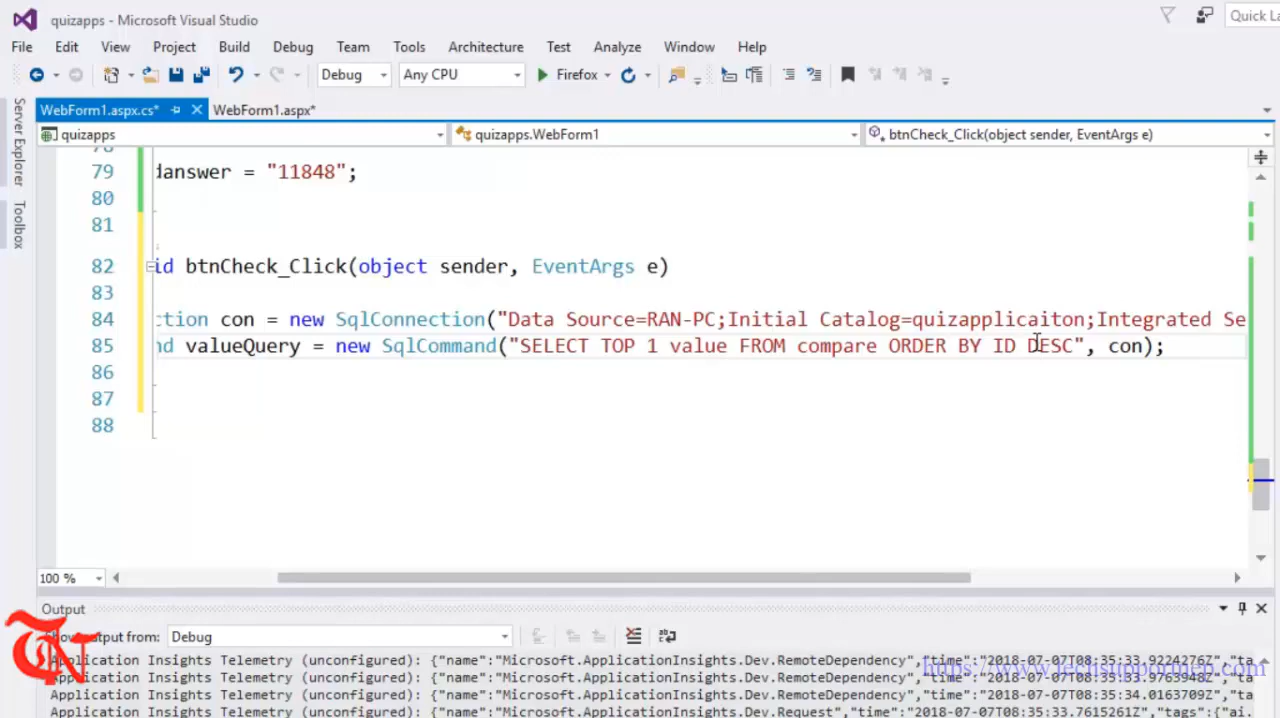 quizapps - Microsoft Visual Studio
Quick La
File Edit View Project Build Debug Team Tools Architecture Test Analyze Window Help
Debug Any CPU Firefox
WebForm1.aspx.cs* WebForm1.aspx*
quizapps quizapps.WebForm1 btnCheck_Click(object sender, EventArgs e)
Server Explorer
Toolbox
78
79 danswer = "11848";
80
81
82 id btnCheck_Click(object sender, EventArgs e)
83
84 ction con = new SqlConnection("Data Source=RAN-PC;Initial Catalog=quizapplicaiton;Integrated Se
85 nd valueQuery = new SqlCommand("SELECT TOP 1 value FROM compare ORDER BY ID DESC", con);
86
87
88
100 %
Output
Show output from: Debug
Application Insights Telemetry (unconfigured): {"name":"Microsoft.ApplicationInsights.Dev.RemoteDependency","time":"2018-07-07T08:35:33.9224276Z","ta
Application Insights Telemetry (unconfigured): {"name":"Microsoft.ApplicationInsights.Dev.RemoteDependency","time":"2018-07-07T08:35:33.9763948Z","ta
Application Insights Telemetry (unconfigured): {"name":"Microsoft.ApplicationInsights.Dev.RemoteDependency","time":"2018-07-07T08:35:34.0163709Z","ta
Application Insights Telemetry (unconfigured): {"name":"Microsoft.ApplicationInsights.Dev.Request","time":"2018-07-07T08:35:33.7615261Z","tags":{"ai.
https://www.techsupportnep.com
TN